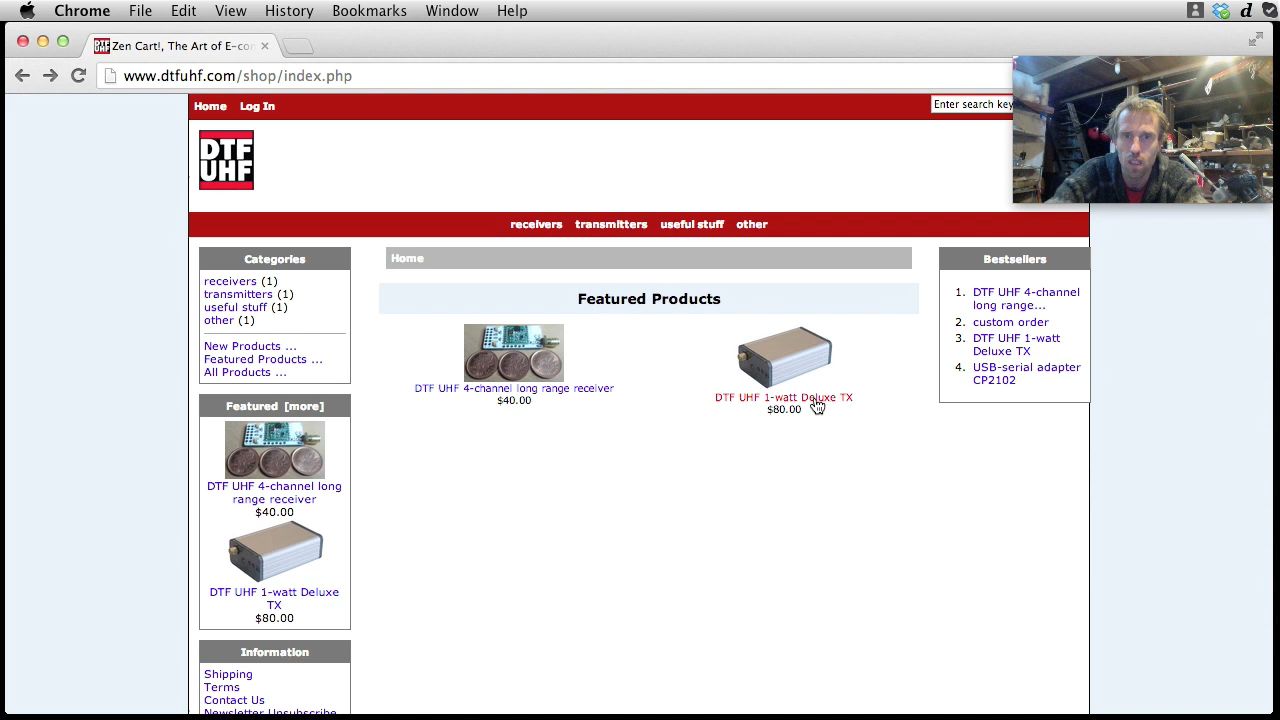 Chrome File Edit View History Bookmarks Window Help
DTF UHF Zen Cart!, The Art of E-co
www.dtfuhf.com/shop/index.php
Home Log In
Enter search key
DTF
UHF
receivers transmitters useful stuff other
Categories
receivers (1)
transmitters (1)
useful stuff (1)
other (1)
New Products ...
Featured Products ...
All Products ...
Featured [more]
DTF UHF 4-channel long
range receiver
$40.00
DTF UHF 1-watt Deluxe
TX
$80.00
Information
Shipping
Terms
Contact Us
Newsletter Unsubscribe
Home
Featured Products
DTF UHF 4-channel long range receiver
$40.00
DTF UHF 1-watt Deluxe TX
$80.00
Bestsellers
1. DTF UHF 4-channel
long range...
2. custom order
3. DTF UHF 1-watt
Deluxe TX
4. USB-serial adapter
CP2102